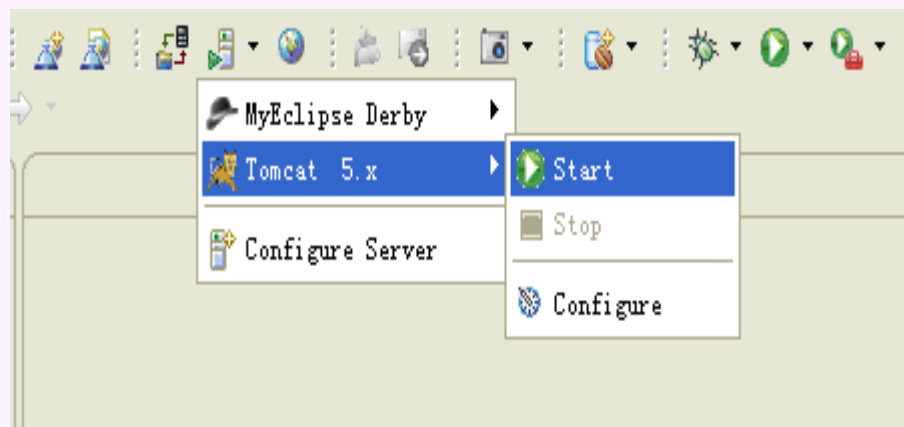 MyEclipse Derby
Tomcat 5.x
Start
Stop
Configure Server
Configure